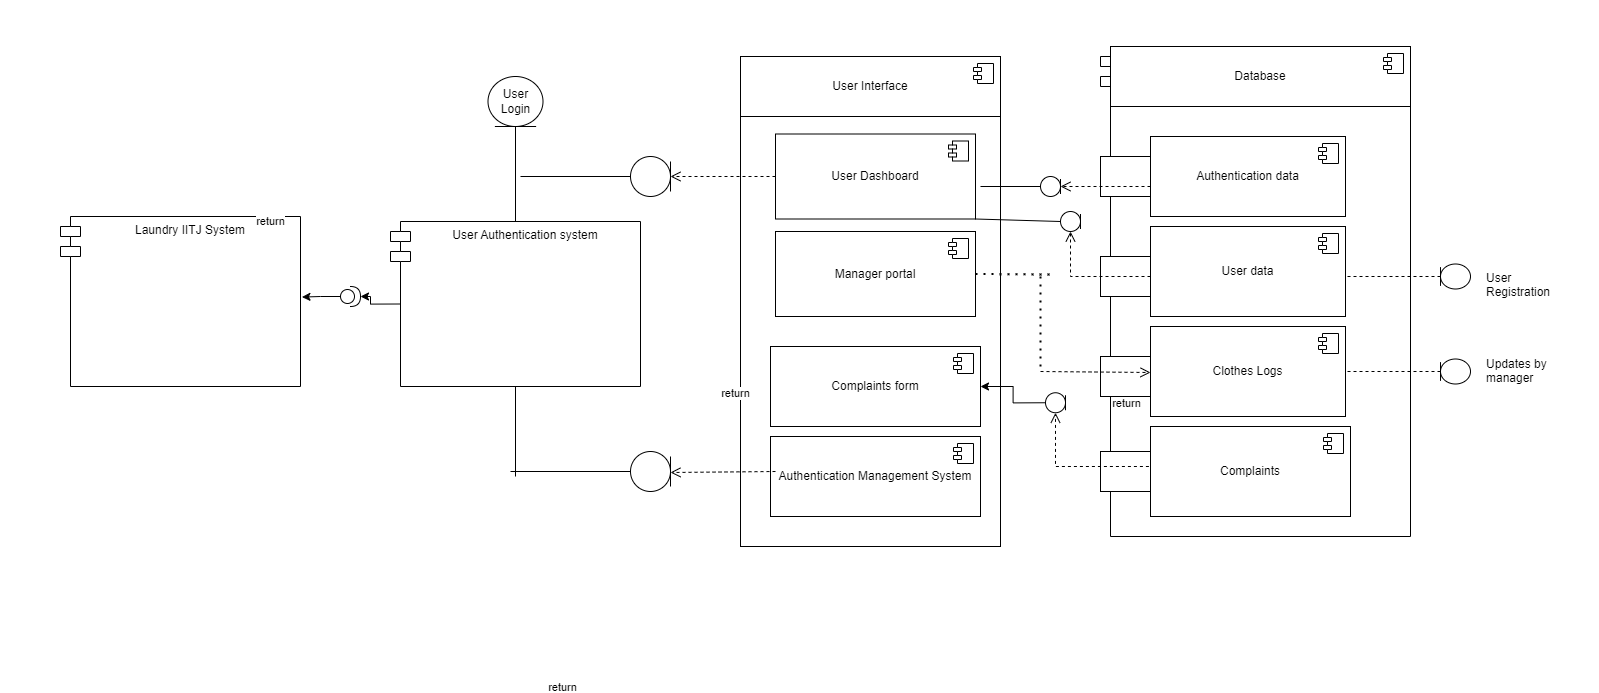 User
Login
User Interface
Database
User Dashboard
Authentication data
return
Laundry IITJ System
User Authentication system
Manager portal
User data
User
Registration
Complaints form
return
Clothes Logs
return
Updates by
manager
Authentication Management System
Complaints
return